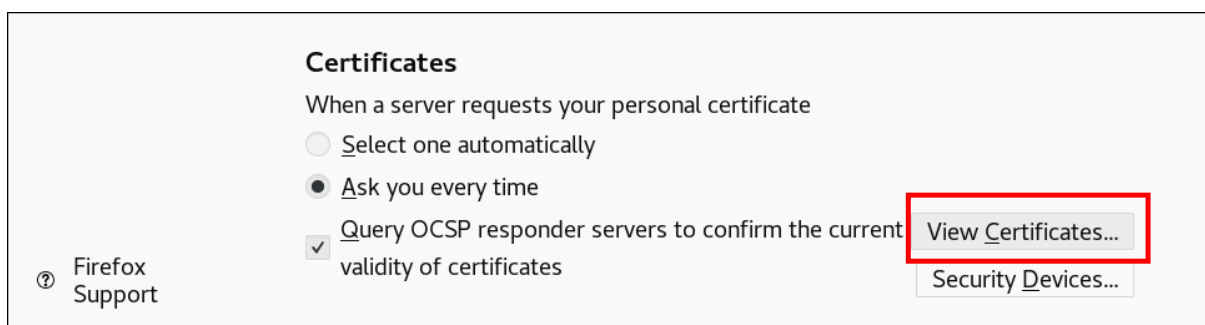 Certificates
When a server requests your personal certificate
Select one automatically
Ask you every time
Query OCSP responder servers to confirm the current
validity of certificates
View Certificates...
Security Devices...
Firefox
Support